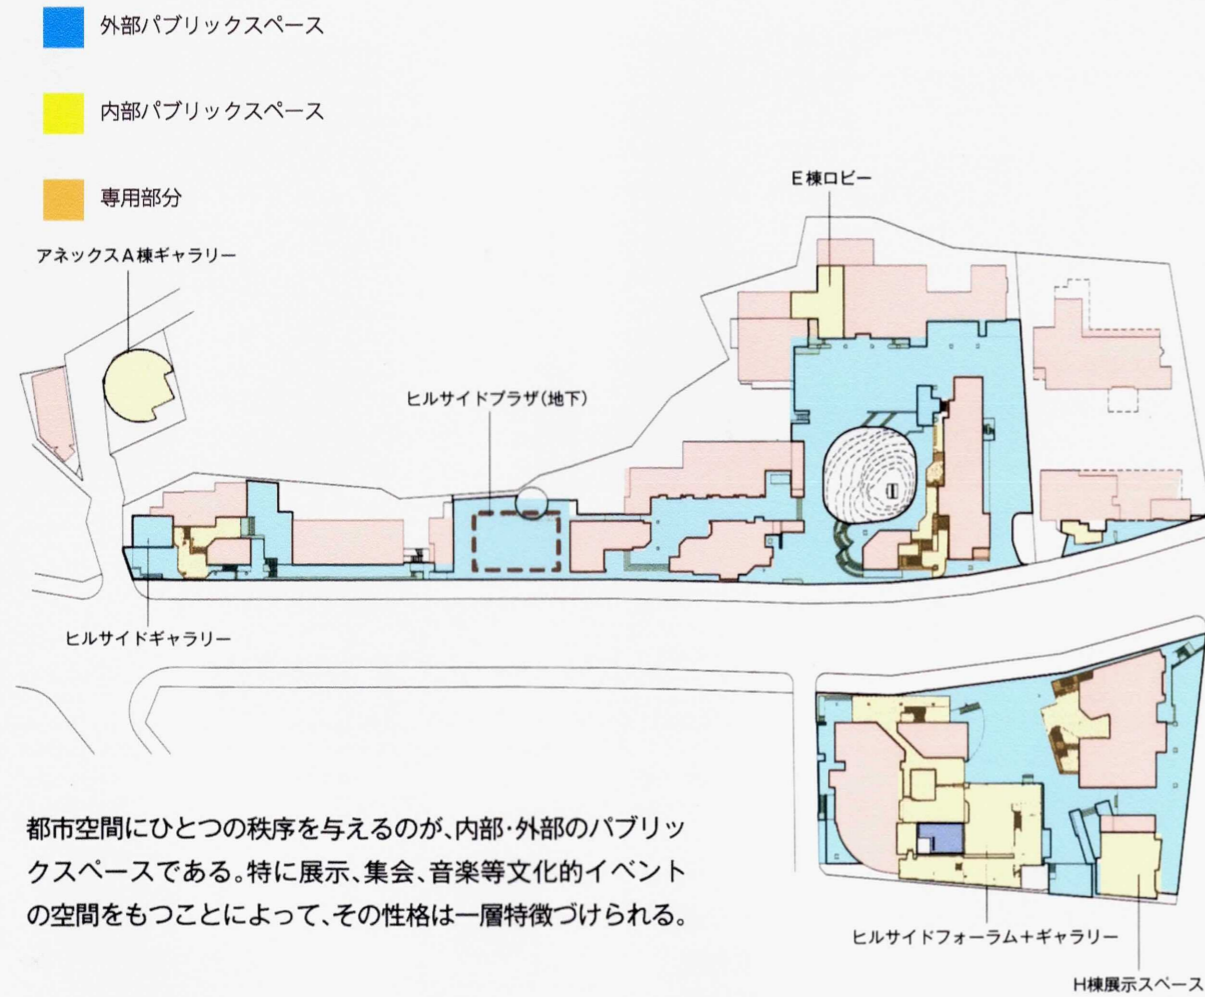 外部パブリックスペース
内部パブリックスペース
専用部分
E棟ロビー
アネックスA棟ギャラリー
ヒルサイドプラザ(地下)
ヒルサイドギャラリー
都市空間にひとつの秩序を与えるのが、内部・外部のパブリッ
クスペースである。特に展示、集会、音楽等文化的イベント
の空間をもつことによって、その性格は一層特徴づけられる。
ヒルサイドフォーラム+ギャラリー
H棟展示スペース